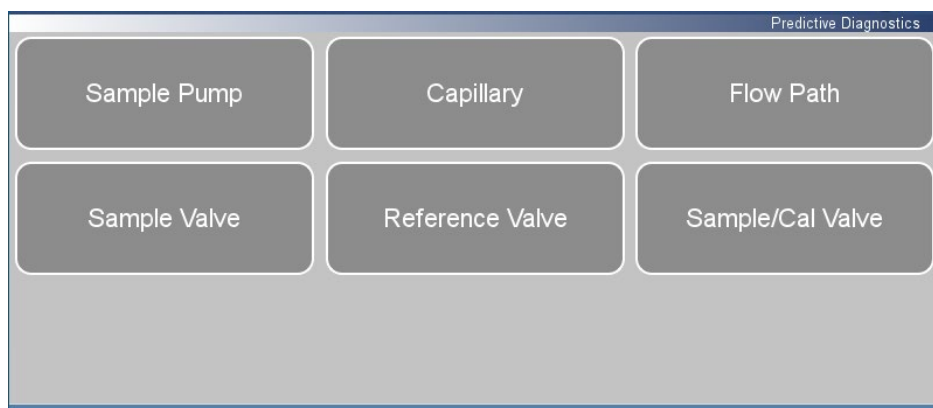 Predictive Diagnostics
Sample Pump
Capillary
Flow Path
Sample Valve
Reference Valve
Sample/Cal Valve